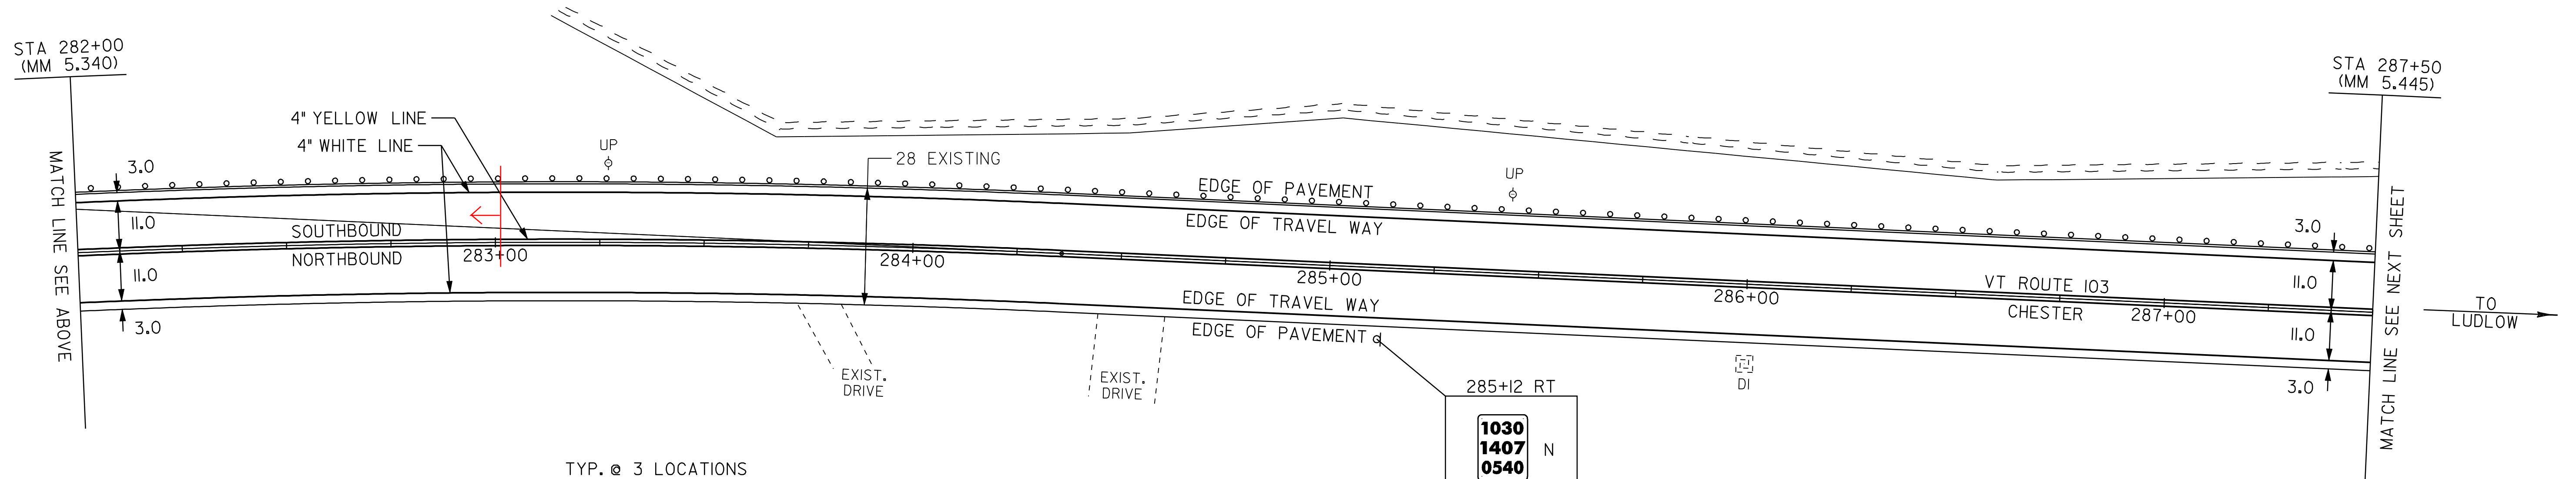 STA 282+00
(MM 5.340)
MATCH LINE SEE ABOVE
4" YELLOW LINE
4" WHITE LINE
UP
28 EXISTING
EDGE OF PAVEMENT
EDGE OF TRAVEL WAY
UP
STA 287+50
(MM 5.445)
3.0
11.0
SOUTHBOUND
NORTHBOUND
11.0
3.0
283+00
284+00
285+00
286+00
287+00
VT ROUTE 103
CHESTER
EDGE OF TRAVEL WAY
EDGE OF PAVEMENT
3.0
11.0
11.0
3.0
MATCH LINE SEE NEXT SHEET
TO
LUDLOW
EXIST.
DRIVE
EXIST.
DRIVE
285+12 RT
1030
1407
0540
N
DI
TYP. @ 3 LOCATIONS